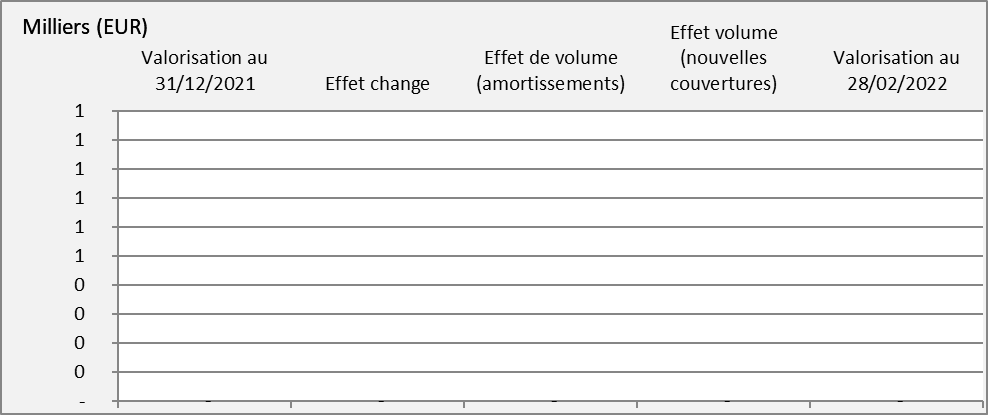 Milliers (EUR)
Valorisation au
31/12/2021
Effet change
Effet de volume
(amortissements)
Effet volume
(nouvelles
couvertures)
Valorisation au
28/02/2022
1
1
1
1
1
1
0
0
0
0
-
- - - - -